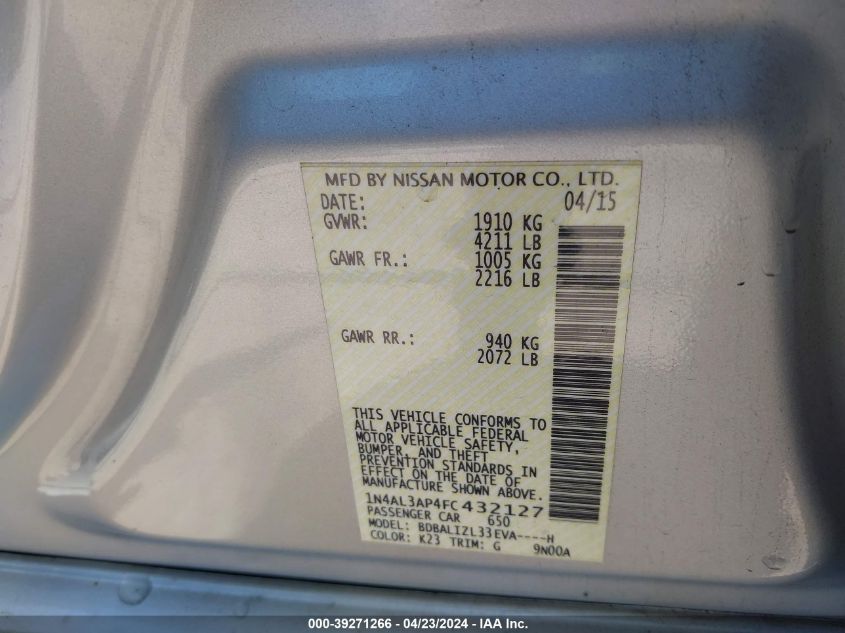 MFD BY NISSAN MOTOR CO., LTD.
DATE: 04/15
GVWR: 1910 KG
4211 LB
GAWR FR.: 1005 KG
2216 LB
GAWR RR.: 940 KG
2072 LB
THIS VEHICLE CONFORMS TO
ALL APPLICABLE FEDERAL
MOTOR VEHICLE SAFETY,
BUMPER, AND THEFT
PREVENTION STANDARDS IN
EFFECT ON THE DATE OF
MANUFACTURE SHOWN ABOVE.
1N4AL3AP4FC432127
PASSENGER CAR 650
MODEL: BDBALIZL33EVA----H
COLOR: K23 TRIM: G 9N00A
000-39271266 - 04/23/2024 - IAA Inc.